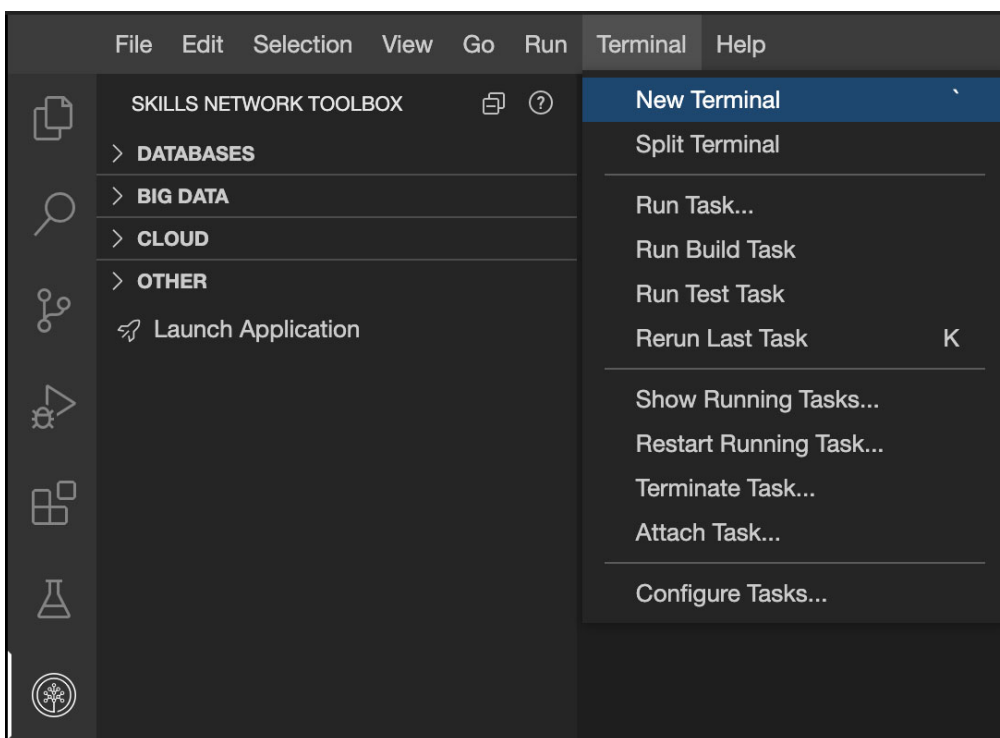 File Edit Selection View Go Run Terminal Help
SKILLS NETWORK TOOLBOX
DATABASES
BIG DATA
CLOUD
OTHER
Launch Application
New Terminal `
Split Terminal
Run Task...
Run Build Task
Run Test Task
Rerun Last Task K
Show Running Tasks...
Restart Running Task...
Terminate Task...
Attach Task...
Configure Tasks...